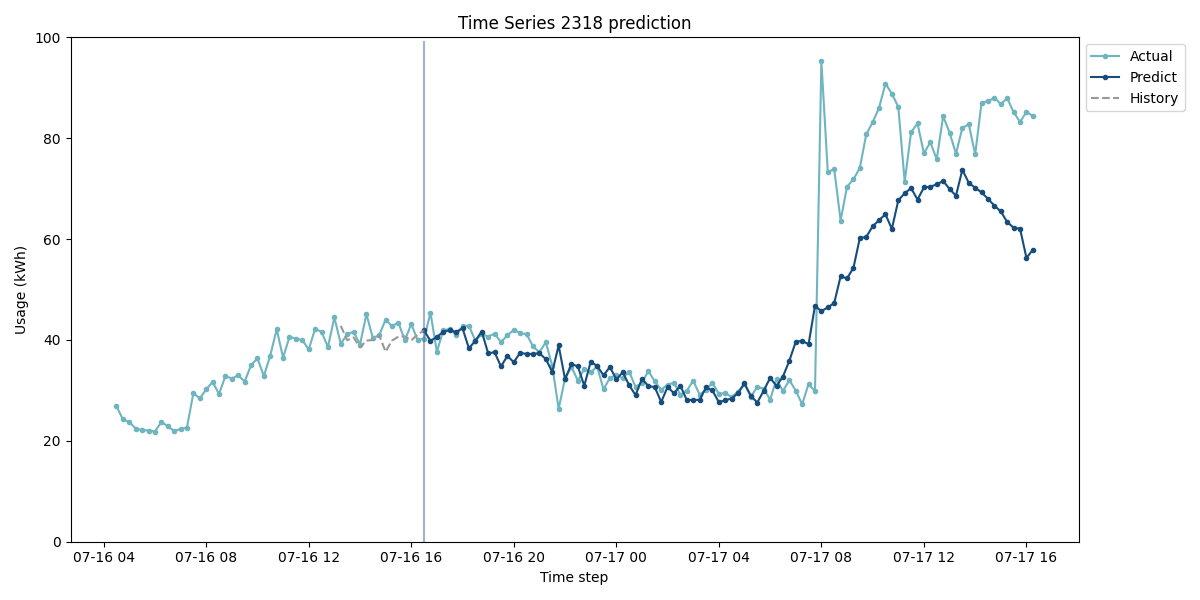 Time Series 2318 prediction
100
80
60
40
20
0
Usage (kWh)
07-16 04
07-16 08
07-16 12
07-16 16
07-16 20
07-17 00
07-17 04
07-17 08
07-17 12
07-17 16
Time step
Actual
Predict
History